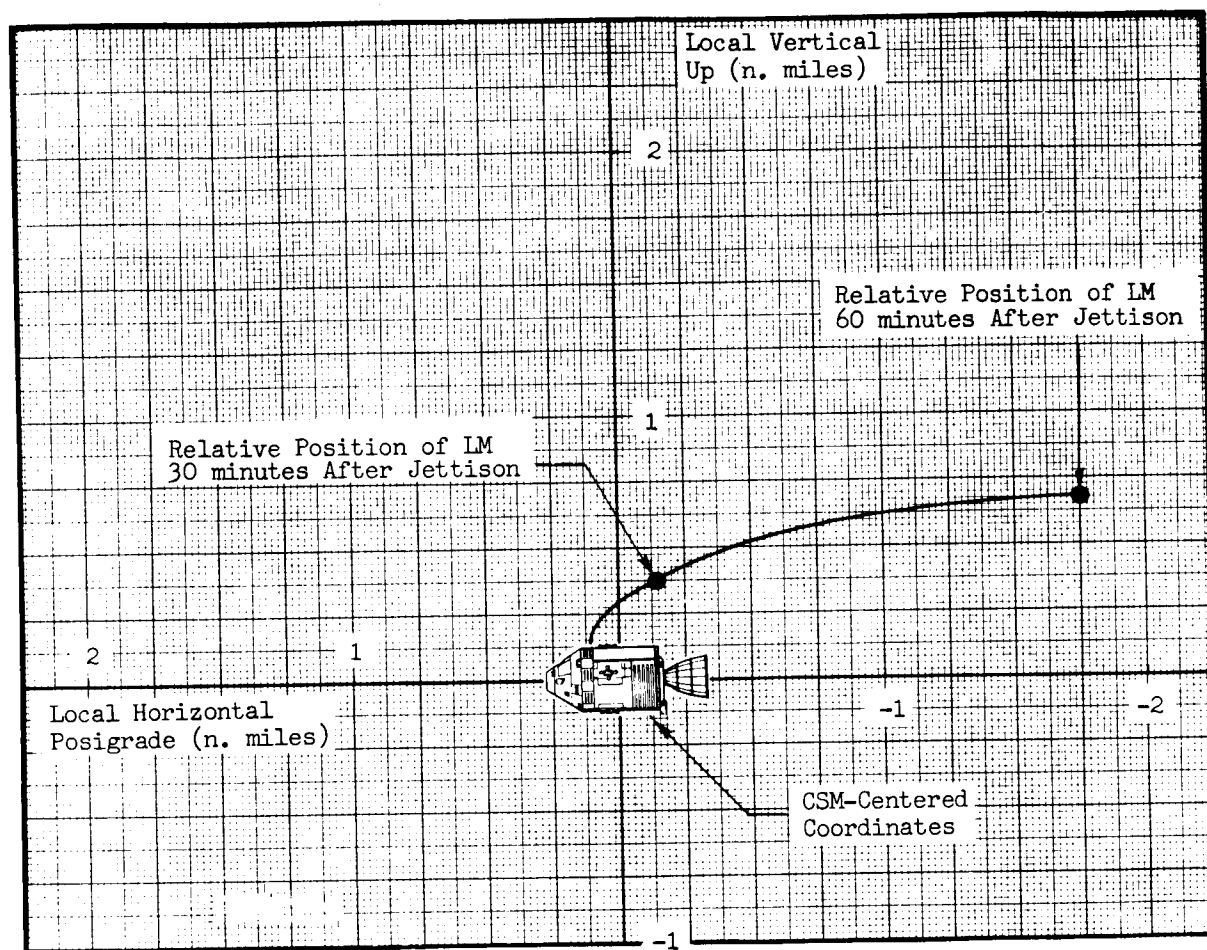 Local Vertical
Up (n. miles)
2
Relative Position of LM
60 minutes After Jettison
1
Relative Position of LM
30 minutes After Jettison
2
1
-1
-2
Local Horizontal
Posigrade (n. miles)
CSM-Centered
Coordinates
-1